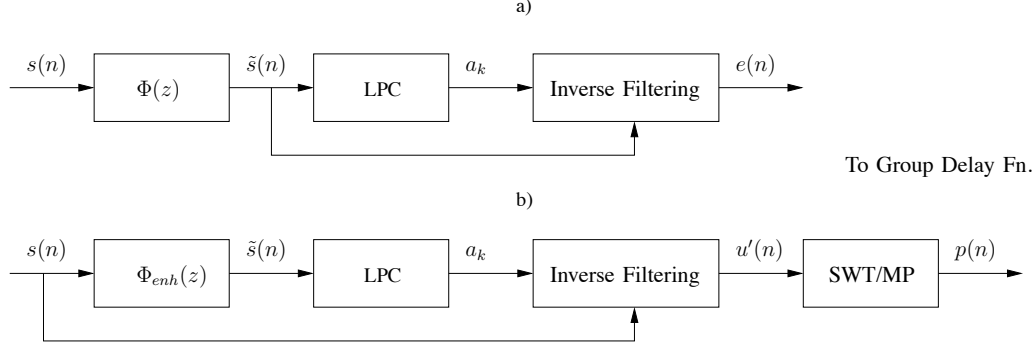 a)
s(n) Φ(z) s̃(n) LPC a_k Inverse Filtering e(n)
To Group Delay Fn.
b)
s(n) Φ_enh(z) s̃(n) LPC a_k Inverse Filtering u′(n) SWT/MP p(n)